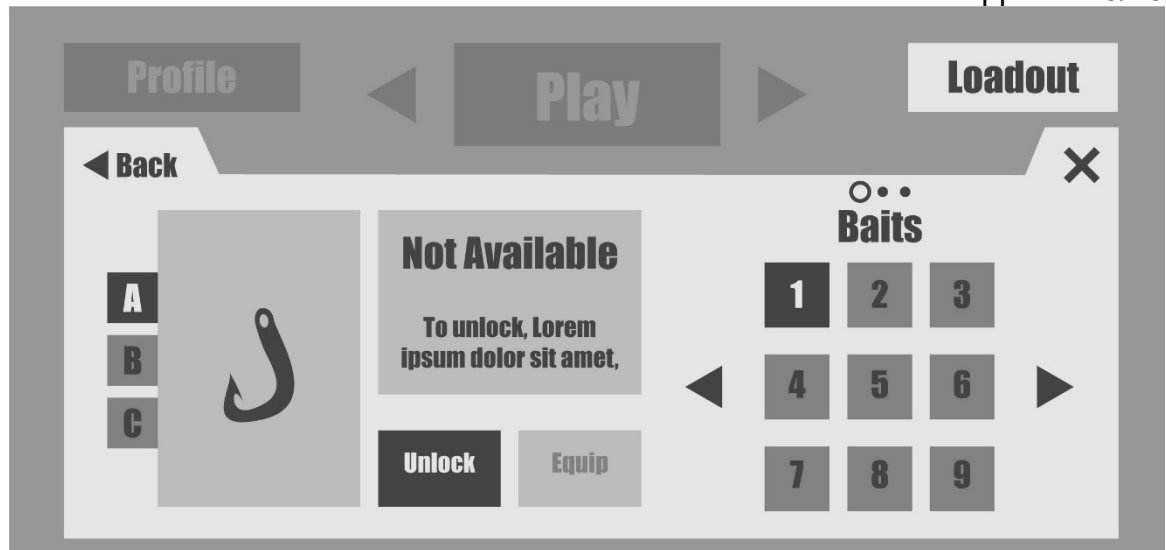 Profile
Play
Loadout
Back
Baits
Not Available
To unlock, Lorem
ipsum dolor sit amet,
A
B
C
Unlock
Equip
1 2 3
4 5 6
7 8 9